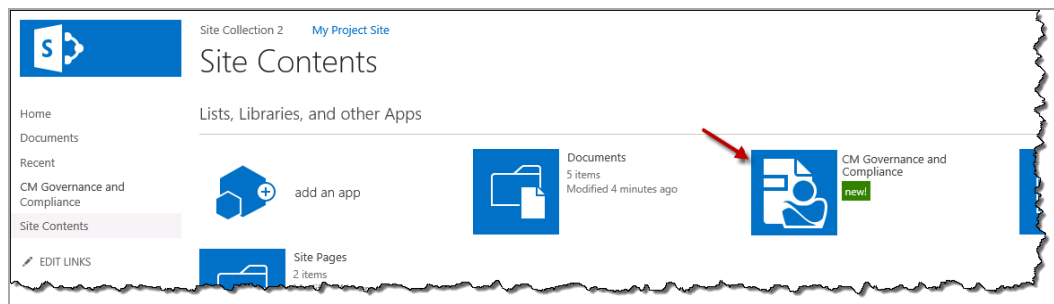 Site Collection 2 My Project Site
Site Contents
Home
Documents
Recent
CM Governance and
Compliance
Site Contents
EDIT LINKS
Lists, Libraries, and other Apps
add an app
Documents
5 items
Modified 4 minutes ago
CM Governance and
Compliance
new!
Site Pages
2 items